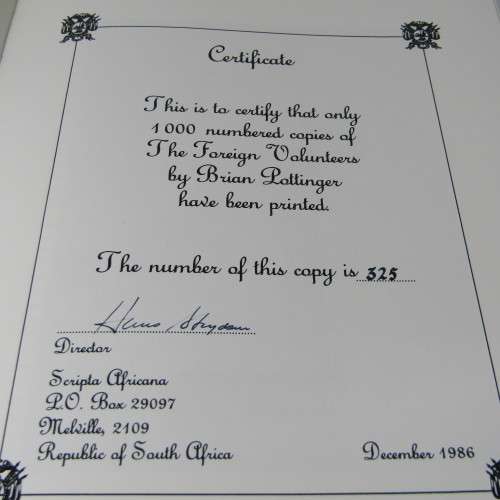 Certificate
This is to certify that only
1000 numbered copies of
The Foreign Volunteers
by Brian Pottinger
have been printed.
The number of this copy is 325
Hans Strydom
Director
Scripta Africana
P.O. Box 29097
Melville, 2109
Republic of South Africa
December 1986